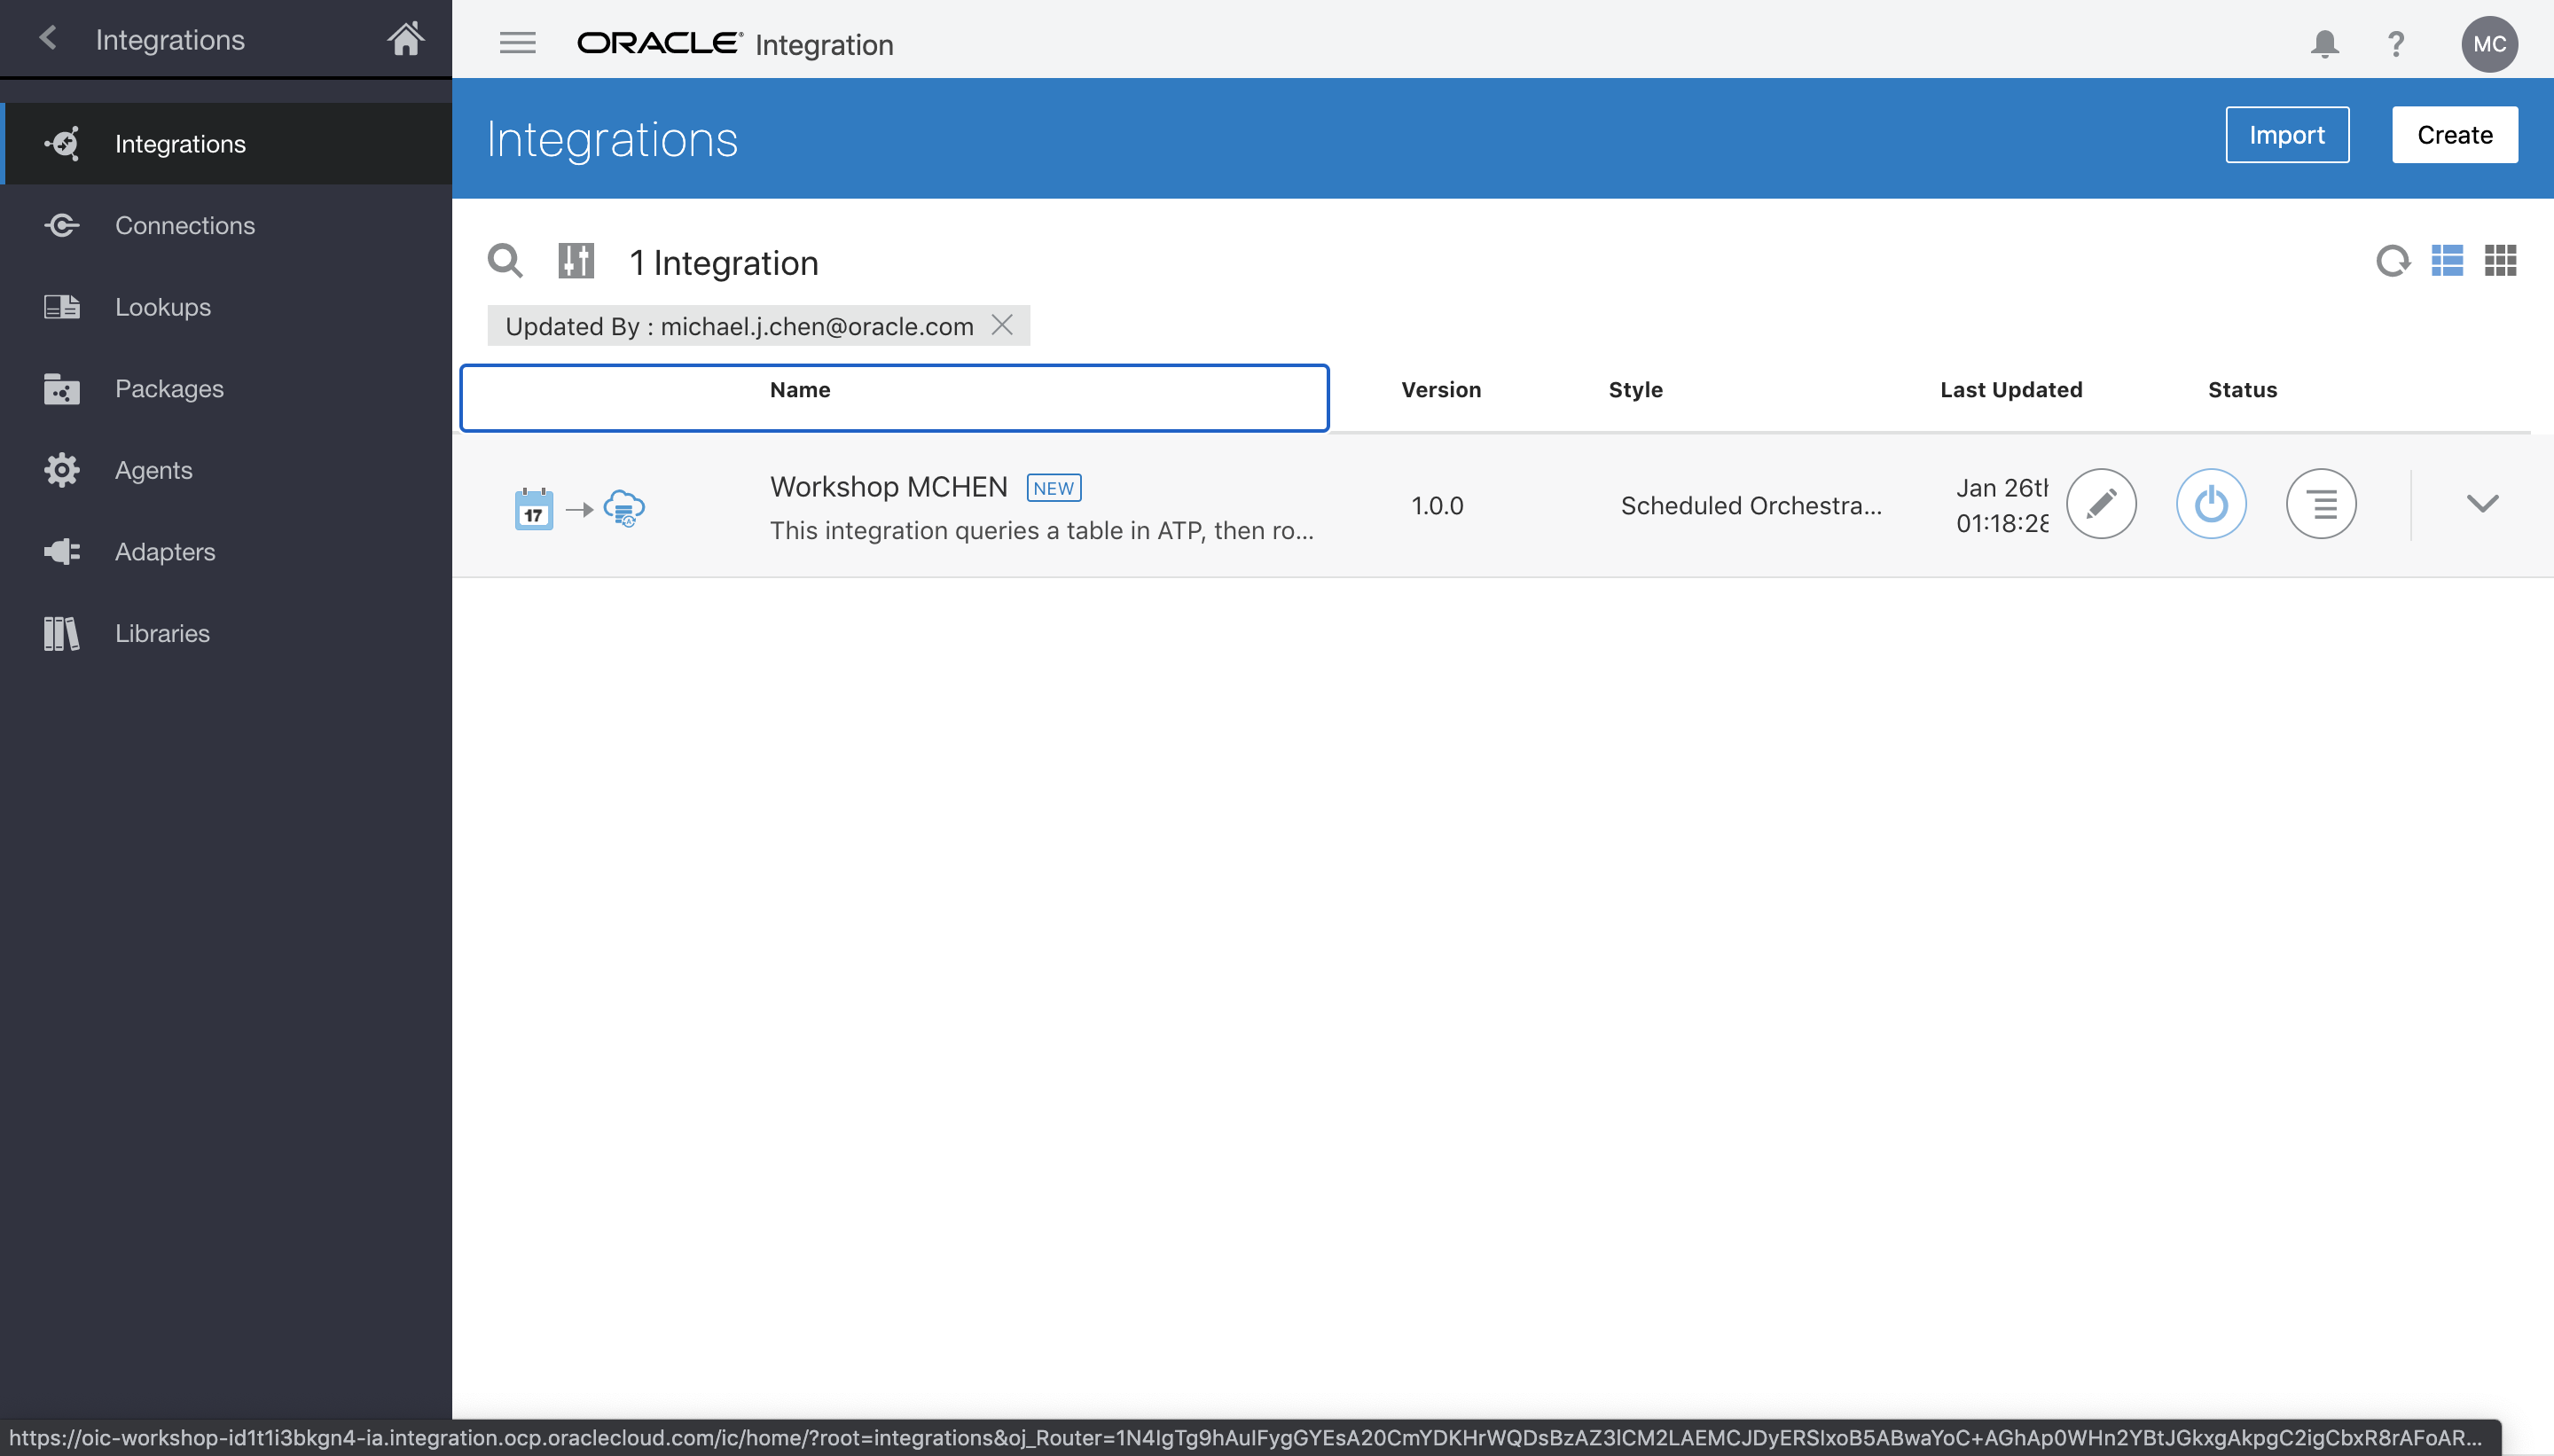 Integrations
ORACLE Integration
?
MC
Integrations
Connections
Lookups
Packages
Agents
Adapters
Libraries
Integrations
Import
Create
1 Integration
Updated By : michael.j.chen@oracle.com
Name Version Style Last Updated Status
17
Workshop MCHEN NEW
This integration queries a table in ATP, then ro...
1.0.0
Scheduled Orchestra...
Jan 26th
01:18:28
https://oic-workshop-id1t1i3bkgn4-ia.integration.ocp.oraclecloud.com/ic/home/?root=integrations&oj_Router=1N4IgTg9hAuIFygGYEsA20CmYDKHrWQDsBzAZ3ICM2LAEMCJDyERSIxoB5ABwaYoC+AGhAp0WHn2YBtJGkxgAkpgC2igCbxR8rAFoAR...